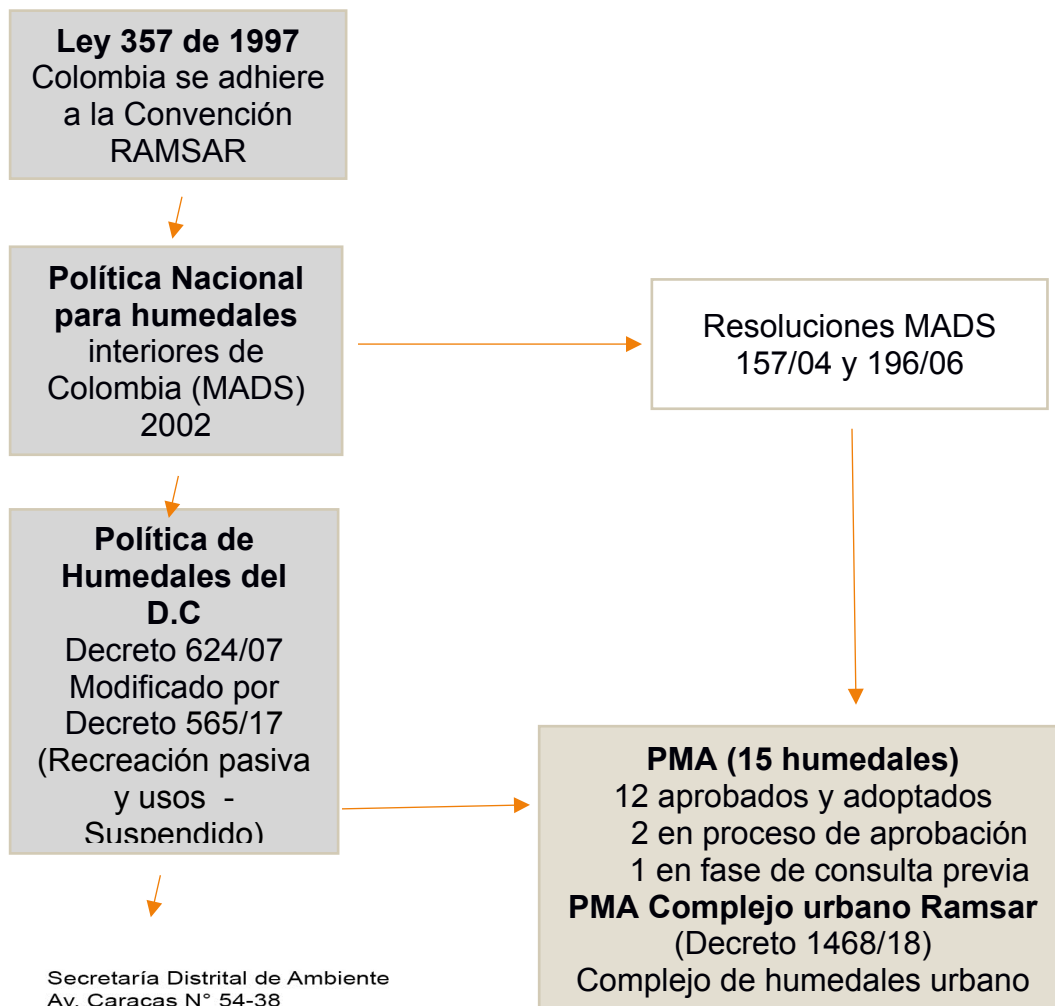 Ley 357 de 1997
Colombia se adhiere
a la Convención
RAMSAR
Política Nacional
para humedales
interiores de
Colombia (MADS)
2002
Resoluciones MADS
157/04 y 196/06
Política de
Humedales del
D.C
Decreto 624/07
Modificado por
Decreto 565/17
(Recreación pasiva
y usos -
Suspendido)
PMA (15 humedales)
12 aprobados y adoptados
2 en proceso de aprobación
1 en fase de consulta previa
PMA Complejo urbano Ramsar
(Decreto 1468/18)
Complejo de humedales urbano
Secretaría Distrital de Ambiente
Av. Caracas N° 54-38